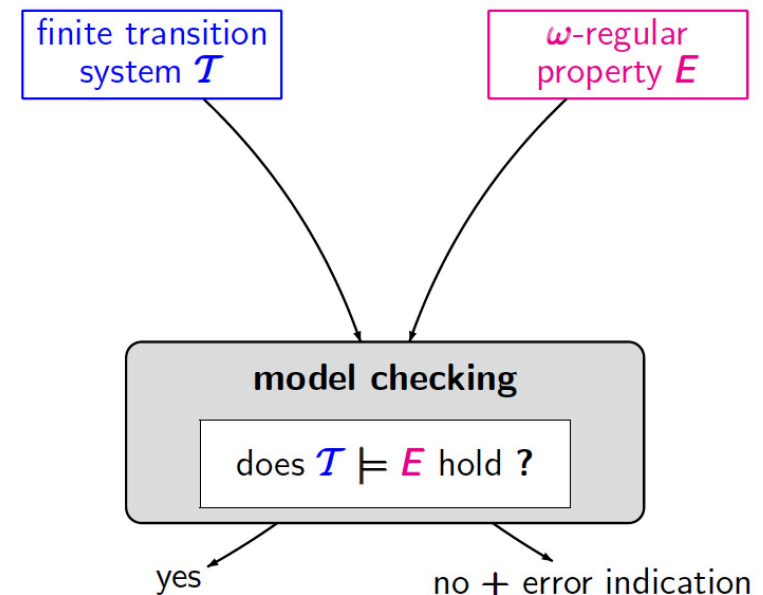 finite transition
system 𝒯
ω-regular
property E
model checking
does 𝒯 ⊨ E hold ?
yes
no + error indication